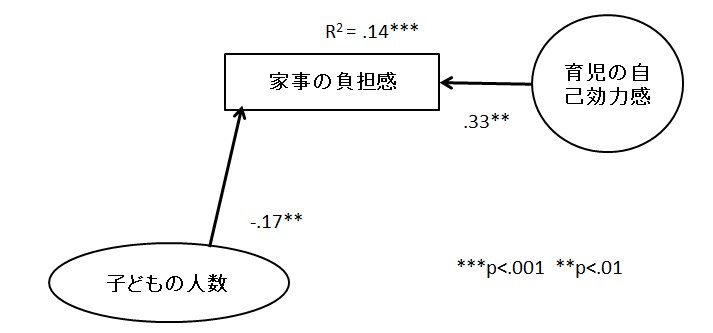 R² = .14***
家事の負担感
育児の自
己効力感
.33**
-.17**
子どもの人数
***p<.001 **p<.01